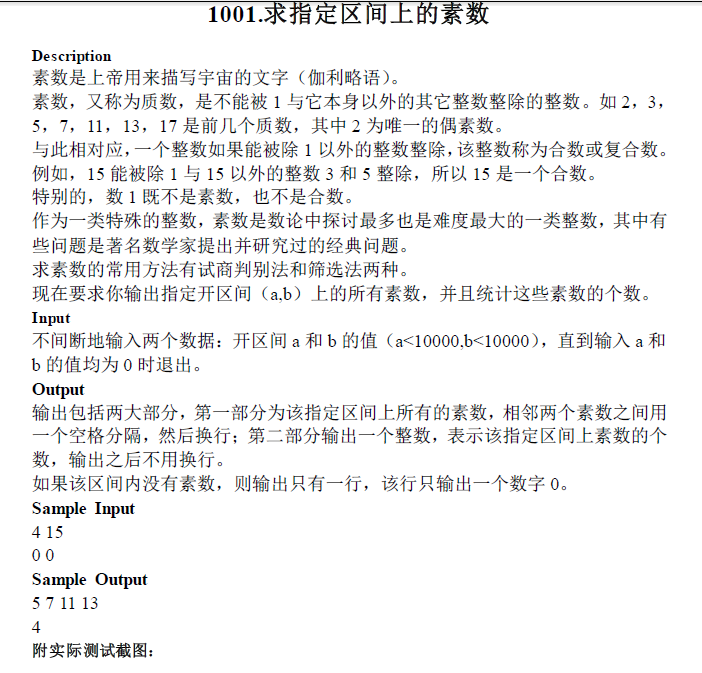 1001.求指定区间上的素数
Description
素数是上帝用来描写宇宙的文字（伽利略语）。
素数，又称为质数，是不能被 1 与它本身以外的其它整数整除的整数。如 2，3，
5，7，11，13，17 是前几个质数，其中 2 为唯一的偶素数。
与此相对应，一个整数如果能被除 1 以外的整数整除，该整数称为合数或复合数。
例如，15 能被除 1 与 15 以外的整数 3 和 5 整除，所以 15 是一个合数。
特别的，数 1 既不是素数，也不是合数。
作为一类特殊的整数，素数是数论中探讨最多也是难度最大的一类整数，其中有
些问题是著名数学家提出并研究过的经典问题。
求素数的常用方法有试商判别法和筛选法两种。
现在要求你输出指定开区间（a,b）上的所有素数，并且统计这些素数的个数。
Input
不间断地输入两个数据：开区间 a 和 b 的值（a<10000,b<10000），直到输入 a 和
b 的值均为 0 时退出。
Output
输出包括两大部分，第一部分为该指定区间上所有的素数，相邻两个素数之间用
一个空格分隔，然后换行；第二部分输出一个整数，表示该指定区间上素数的个
数，输出之后不用换行。
如果该区间内没有素数，则输出只有一行，该行只输出一个数字 0。
Sample Input
4 15
0 0
Sample Output
5 7 11 13
4
附实际测试截图：